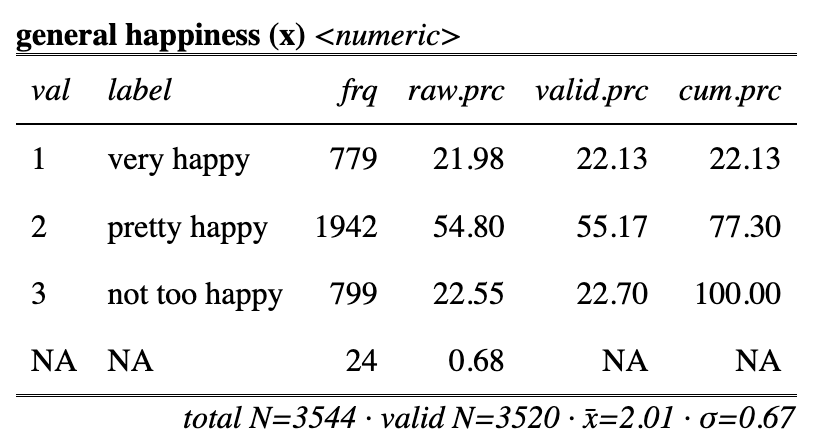 general happiness (x) <numeric>
val label frq raw.prc valid.prc cum.prc
1 very happy 779 21.98 22.13 22.13
2 pretty happy 1942 54.80 55.17 77.30
3 not too happy 799 22.55 22.70 100.00
NA NA 24 0.68 NA NA
total N=3544 · valid N=3520 · x̄=2.01 · σ=0.67